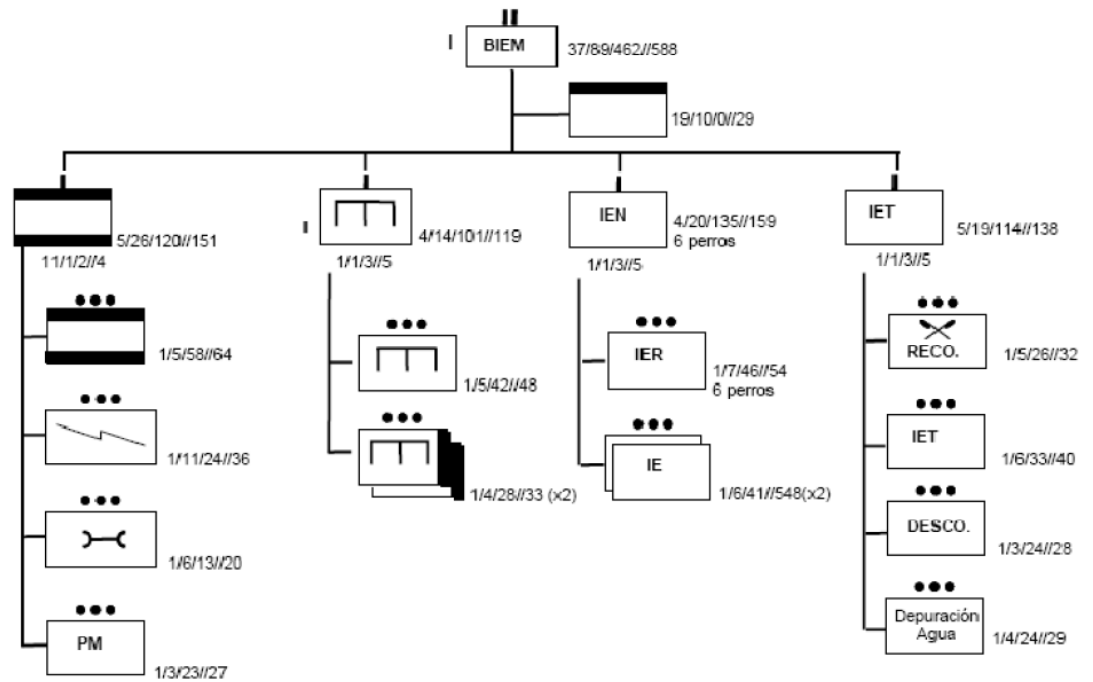 BIEM
37/89/462//588
19/10/0//29
5/26/120//151
11/1/2//4
1/5/58//64
1/11/24//36
1/6/13//20
PM
1/3/23//27
4/14/101//119
1/1/3//5
1/5/42//48
1/4/28//33 (x2)
IEN
4/20/135//159
6 perros
1/1/3//5
IER
1/7/46//54
6 perros
IE
1/6/41//548(x2)
IET
5/19/114//138
1/1/3//5
RECO.
1/5/26//32
IET
1/6/33//40
DESCO.
1/3/24//28
Depuración
Agua
1/4/24//29